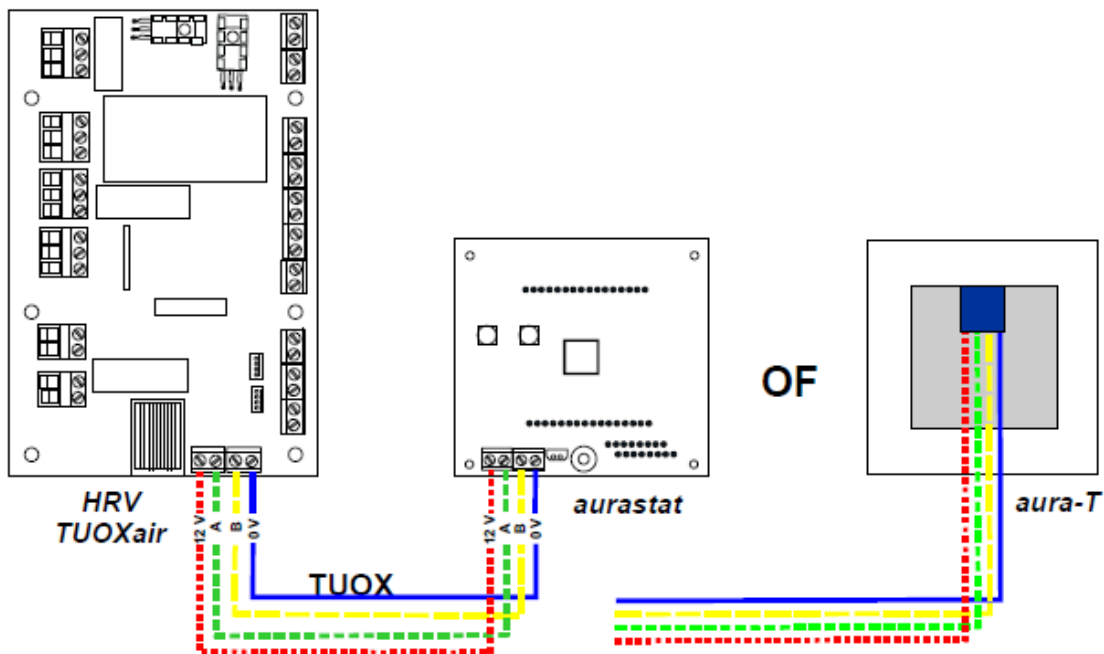 OF
HRV
TUOXair
aurastat
aura-T
12 V
A
B
0 V
12 V
A
B
0 V
TUOX